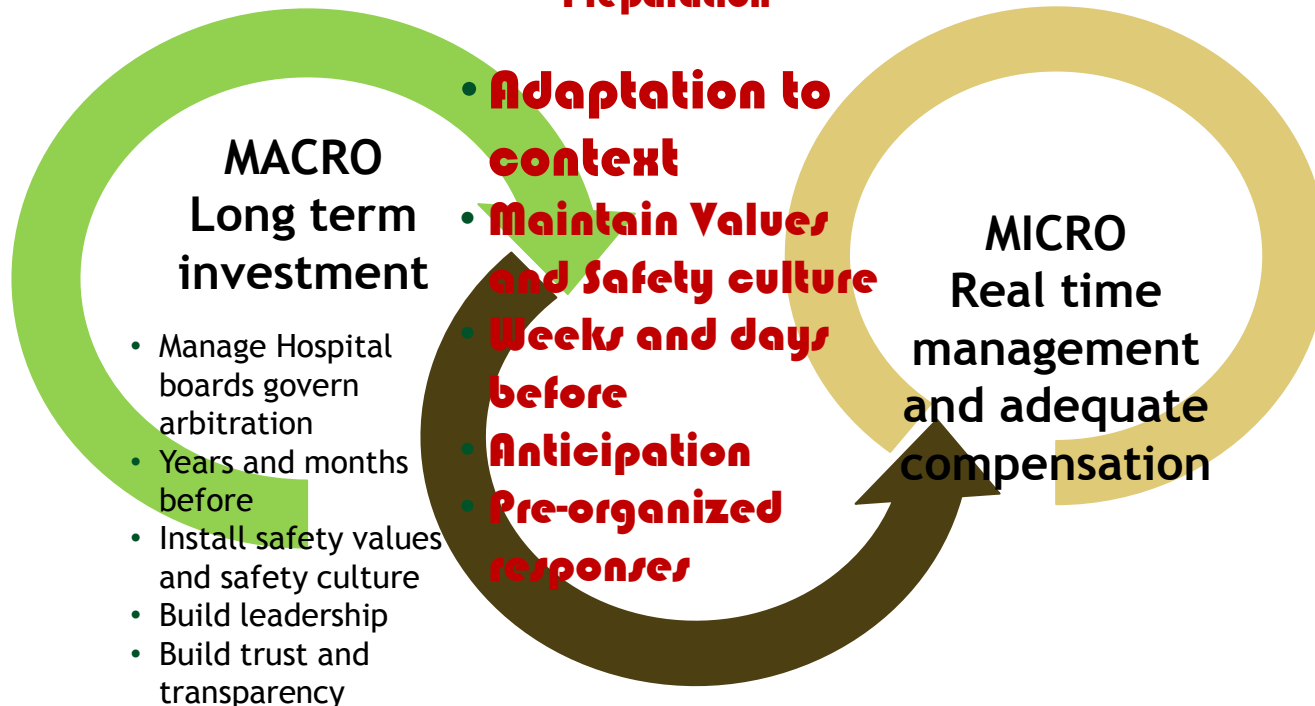 Preparation
MACRO
Long term
investment
• Manage Hospital
boards govern
arbitration
• Years and months
before
• Install safety values
and safety culture
• Build leadership
• Build trust and
transparency
• Adaptation to
context
• Maintain Values
and Safety culture
• Weeks and days
before
• Anticipation
• Pre-organized
responses
MICRO
Real time
management
and adequate
compensation